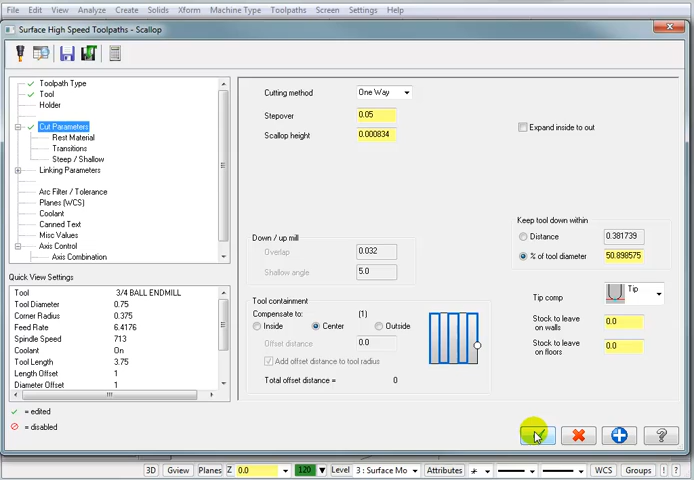 File Edit View Analyze Create Solids Xform Machine Type Toolpaths Screen Settings Help
Surface High Speed Toolpaths - Scallop
Toolpath Type
Tool
Holder
Cut Parameters
Rest Material
Transitions
Steep / Shallow
Linking Parameters
Arc Filter / Tolerance
Planes (WCS)
Coolant
Canned Text
Misc Values
Axis Control
Axis Combination
Quick View Settings
Tool 3/4 BALL ENDMILL
Tool Diameter 0.75
Corner Radius 0.375
Feed Rate 6.4176
Spindle Speed 713
Coolant On
Tool Length 3.75
Length Offset 1
Diameter Offset 1
= edited
= disabled
Cutting method One Way
Stepover 0.05
Scallop height 0.000834
Expand inside to out
Down / up mill
Overlap 0.032
Shallow angle 5.0
Keep tool down within
Distance 0.381739
% of tool diameter 50.898575
Tool containment
Compensate to: (1)
Inside Center Outside
Offset distance 0.0
Add offset distance to tool radius
Total offset distance = 0
Tip comp Tip
Stock to leave
on walls 0.0
Stock to leave
on floors 0.0
3D Gview Planes Z 0.0 120 Level 3 : Surface Mo Attributes WCS Groups ! ?